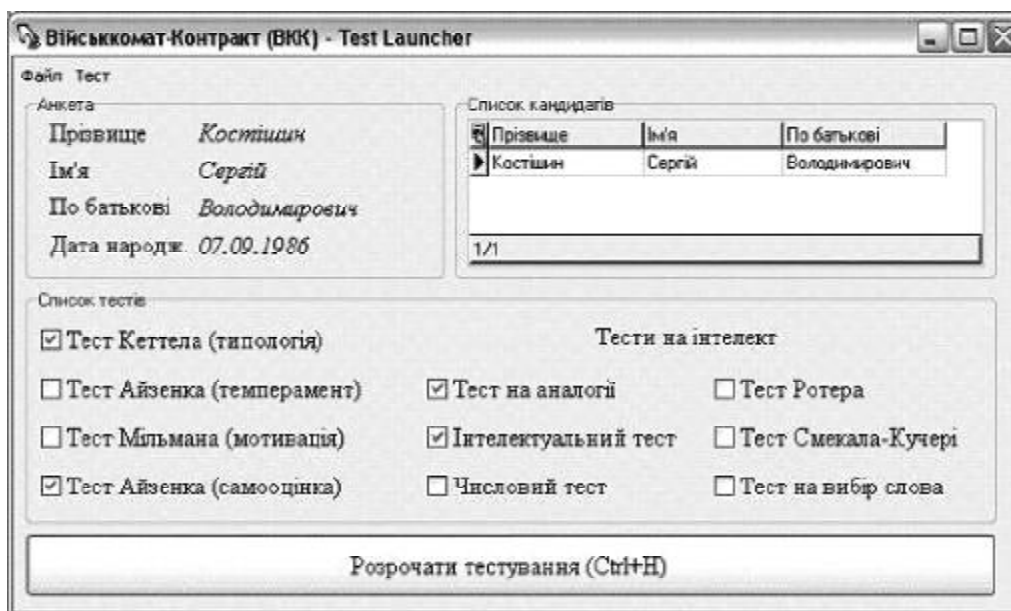 Військкомат-Контракт (ВКК) - Test Launcher
Файл Тест
Анкета
Прізвище Костішин
Ім'я Сергій
По батькові Володимирович
Дата народж 07.09.1986
Список кандидатів
Прізвище Ім'я По батькові
Костішин Сергій Володимирович
1/1
Список тестів
Тест Кеттела (типологія) Тести на інтелект
Тест Айзенка (темперамент) Тест на аналогії Тест Ротера
Тест Мільмана (мотивація) Інтелектуальний тест Тест Смекала-Кучері
Тест Айзенка (самооцінка) Числовий тест Тест на вибір слова
Розрочати тестування (Ctrl+H)